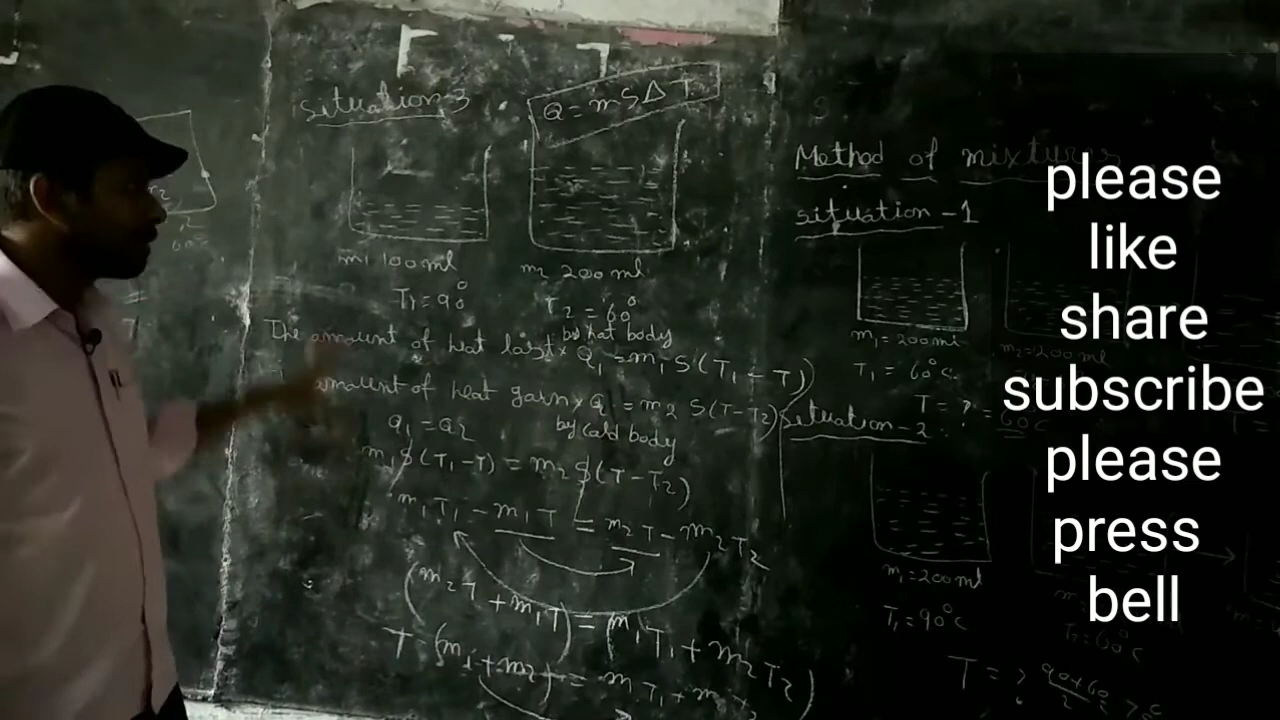 situation-3
Q = m S Δ T
m1 100ml
m2 200ml
T1 = 90°
T2 = 60°
by hot body
The amount of heat lost × Q1 = m1 S (T1 - T)
amount of heat gain × Q = m2 S(T-T2)
by cold body
Q1 = Q2
m1 S (T1-T) = m2 S(T-T2)
m1T1 - m1T = m2T - m2T2
(m2T + m1T) = (m1T1 + m2T2)
T (m1+m2) = m1T1 + m2T2)
Method of mixtures
situation-1
m1=200ml
m2=200ml
T1 = 60°c
T = ? = 60°c
situation-2
m1=200ml
T1=90°c
T2=60°c
T = ? 90+60
please
like
share
subscribe
please
press
bell